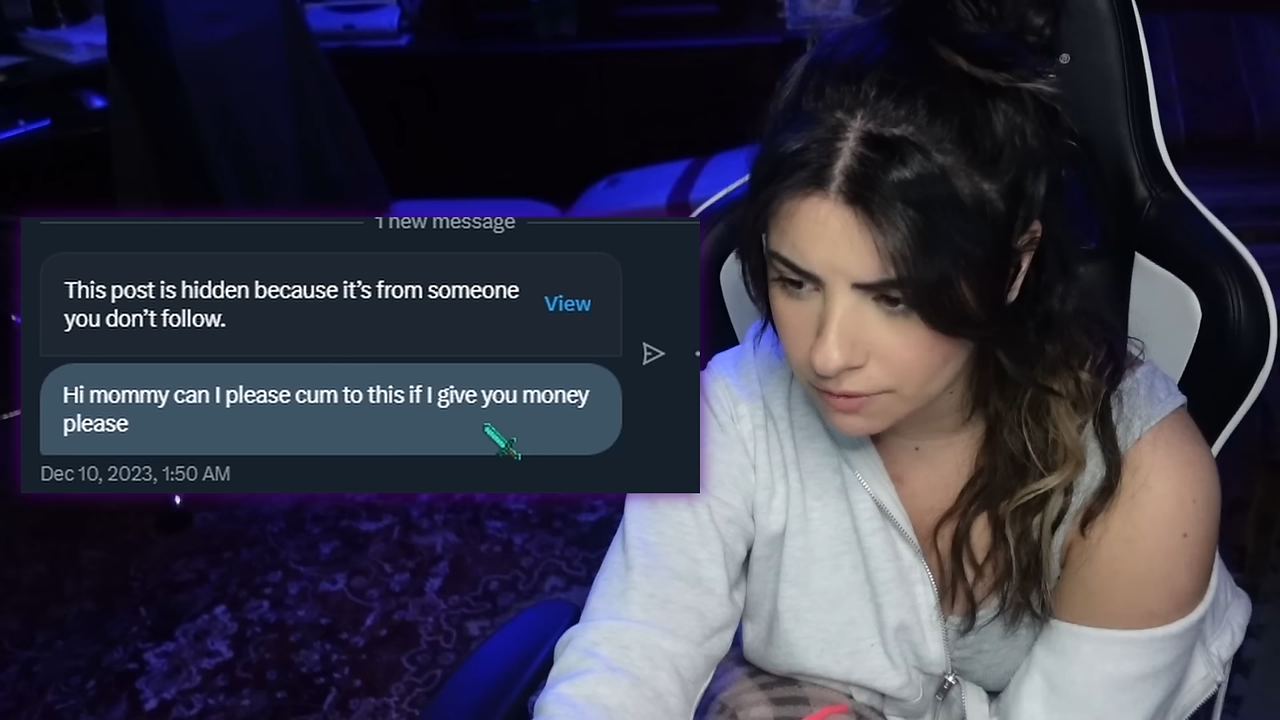 1 new message
This post is hidden because it's from someone
you don't follow.
View
Hi mommy can I please cum to this if I give you money
please
Dec 10, 2023, 1:50 AM
®